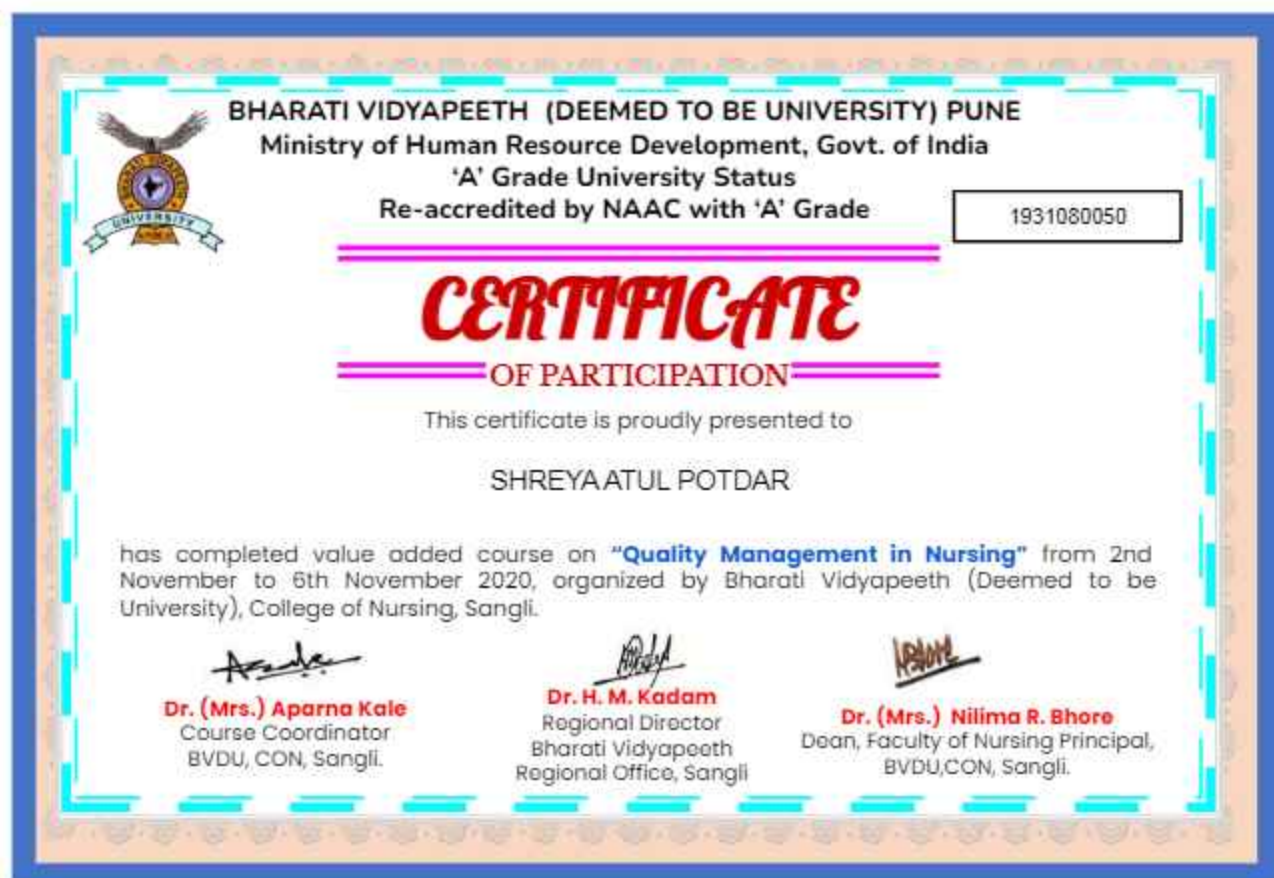 BHARATI VIDYAPEETH (DEEMED TO BE UNIVERSITY) PUNE
Ministry of Human Resource Development, Govt. of India
‘A’ Grade University Status
Re-accredited by NAAC with ‘A’ Grade
BHARATI VIDYAPEETH
UNIVERSITY
1931080050
CERTIFICATE
OF PARTICIPATION
This certificate is proudly presented to
SHREYA ATUL POTDAR
has completed value added course on “Quality Management in Nursing” from 2nd
November to 6th November 2020, organized by Bharati Vidyapeeth (Deemed to be
University), College of Nursing, Sangli.
Dr. (Mrs.) Aparna Kale
Course Coordinator
BVDU, CON, Sangli.
Dr. H. M. Kadam
Regional Director
Bharati Vidyapeeth
Regional Office, Sangli
Dr. (Mrs.) Nilima R. Bhore
Dean, Faculty of Nursing Principal,
BVDU,CON, Sangli.